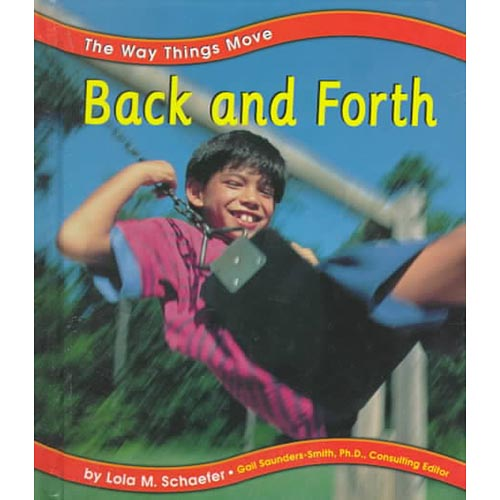 The Way Things Move
Back and Forth
by Lola M. Schaefer • Gail Saunders-Smith, Ph.D., Consulting Editor